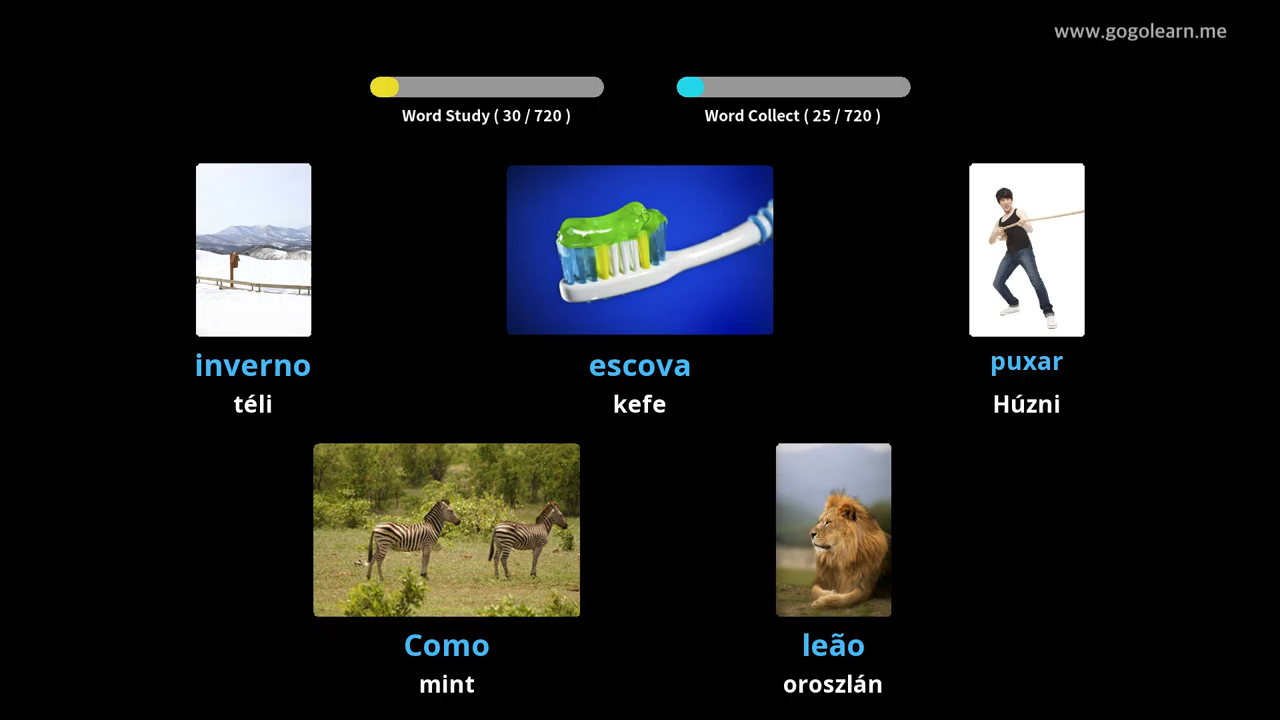 www.gogolearn.me
Word Study ( 30 / 720 )
Word Collect ( 25 / 720 )
inverno
téli
escova
kefe
puxar
Húzni
Como
mint
leão
oroszlán